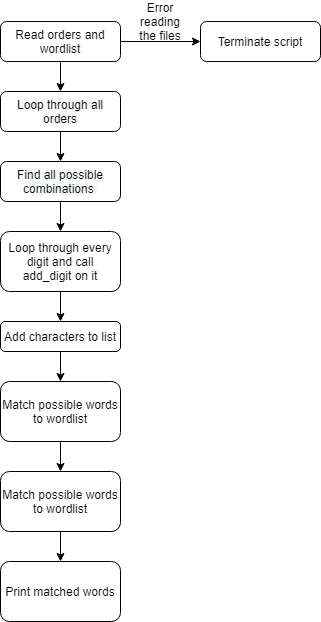 Error
reading
the files
Read orders and
wordlist
Terminate script
Loop through all
orders
Find all possible
combinations
Loop through every
digit and call
add_digit on it
Add characters to list
Match possible words
to wordlist
Match possible words
to wordlist
Print matched words